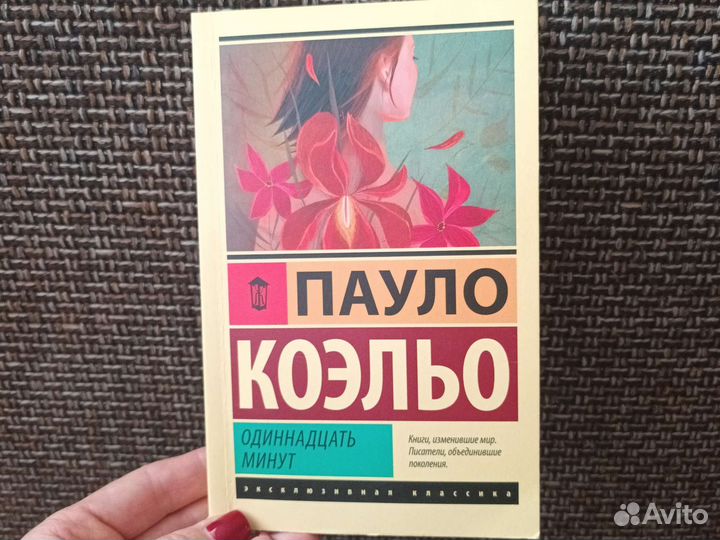 ПАУЛО
КОЭЛЬО
ОДИННАДЦАТЬ
МИНУТ
Книги, изменившие мир.
Писатели, объединившие
поколения.
эксклюзивная классика
Avito